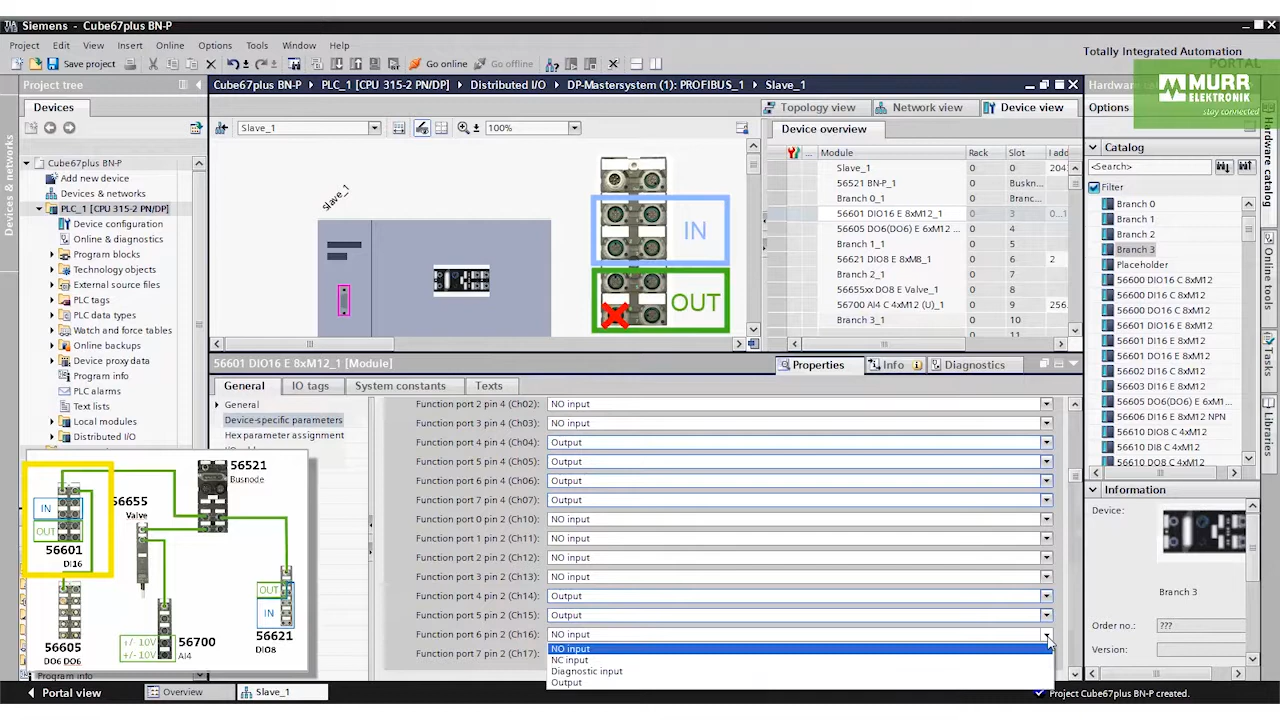 Siemens - Cube67plus BN-P
Project Edit View Insert Online Options Tools Window Help
Totally Integrated Automation
PORTAL
Save project Go online Go offline
MURR
ELEKTRONIK
stay connected
Project tree
Cube67plus BN-P PLC_1 [CPU 315-2 PN/DP] Distributed I/O DP-Mastersystem (1): PROFIBUS_1 Slave_1
Hardware catalog
Devices
Topology view Network view Device view
Options
Slave_1 100%
Device overview
Devices & networks
Cube67plus BN-P
Add new device
Devices & networks
PLC_1 [CPU 315-2 PN/DP]
Device configuration
Online & diagnostics
Program blocks
Technology objects
External source files
PLC tags
PLC data types
Watch and force tables
Online backups
Device proxy data
Program info
PLC alarms
Text lists
Local modules
Distributed I/O
Program info
Slave_1
IN
OUT
... Module Rack Slot I add
Slave_1 0 0 204
56521 BN-P_1 0 Buskn...
Branch 0_1 0 Branc...
56601 DIO16 E 8xM12_1 0 3 0...1
56605 DO6(DO6) E 6xM12 ... 0 4
Branch 1_1 0 5
56621 DIO8 E 8xM8_1 0 6 2
Branch 2_1 0 7
56655xx DO8 E Valve_1 0 8
56700 AI4 C 4xM12 (U)_1 0 9 256.
Branch 3_1 0 10
0 11
Catalog
<Search>
Filter
Branch 0
Branch 1
Branch 2
Branch 3
Placeholder
56600 DI16 C 8xM12
56600 DIO16 C 8xM12
56600 DO16 C 8xM12
56601 DI16 E 8xM12
56601 DIO16 E 8xM12
56601 DO16 E 8xM12
56602 DI16 C 8xM12
56603 DI16 E 8xM12
56605 DO6(DO6) E 6xM1...
56606 DI16 E 8xM12 NPN
56610 DIO8 C 4xM12
56610 DI8 C 4xM12
56610 DO8 C 4xM12
Hardware catalog
Online tools
Tasks
Libraries
56601 DIO16 E 8xM12_1 [Module]
Properties Info Diagnostics
General IO tags System constants Texts
General
Device-specific parameters
Hex parameter assignment
Function port 2 pin 4 (Ch02): NO input
Function port 3 pin 4 (Ch03): NO input
Function port 4 pin 4 (Ch04): Output
Function port 5 pin 4 (Ch05): Output
Function port 6 pin 4 (Ch06): Output
Function port 7 pin 4 (Ch07): Output
Function port 0 pin 2 (Ch10): NO input
Function port 1 pin 2 (Ch11): NO input
Function port 2 pin 2 (Ch12): NO input
Function port 3 pin 2 (Ch13): NO input
Function port 4 pin 2 (Ch14): Output
Function port 5 pin 2 (Ch15): Output
Function port 6 pin 2 (Ch16): NO input
Function port 7 pin 2 (Ch17):
NO input
NC input
Diagnostic input
Output
Information
Device:
Branch 3
Order no.: ???
Version:
56521
Busnode
56655
Valve
IN
OUT
56601
DI16
OUT
IN
56621
DIO8
56605
DO6 DO6
+/- 10V
+/- 10V
56700
AI4
Portal view Overview Slave_1
Project Cube67plus BN-P created.